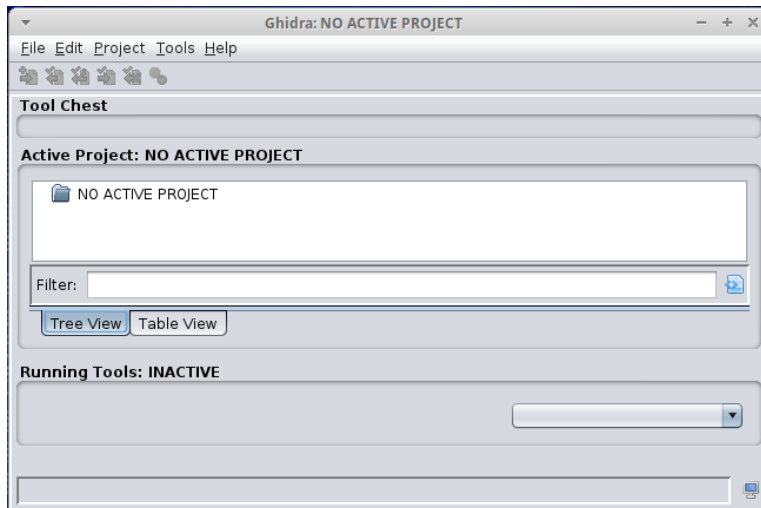 Ghidra: NO ACTIVE PROJECT
File Edit Project Tools Help
Tool Chest
Active Project: NO ACTIVE PROJECT
NO ACTIVE PROJECT
Filter:
Tree View Table View
Running Tools: INACTIVE